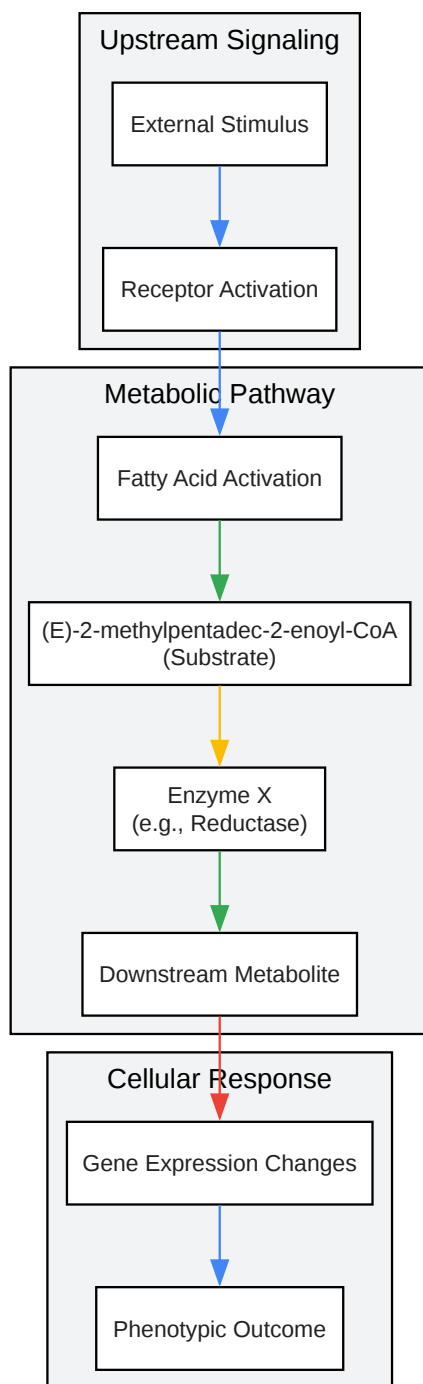 Upstream Signaling
External Stimulus
Receptor Activation
Metabolic Pathway
Fatty Acid Activation
(E)-2-methylpentadec-2-enoyl-CoA
(Substrate)
Enzyme X
(e.g., Reductase)
Downstream Metabolite
Cellular Response
Gene Expression Changes
Phenotypic Outcome